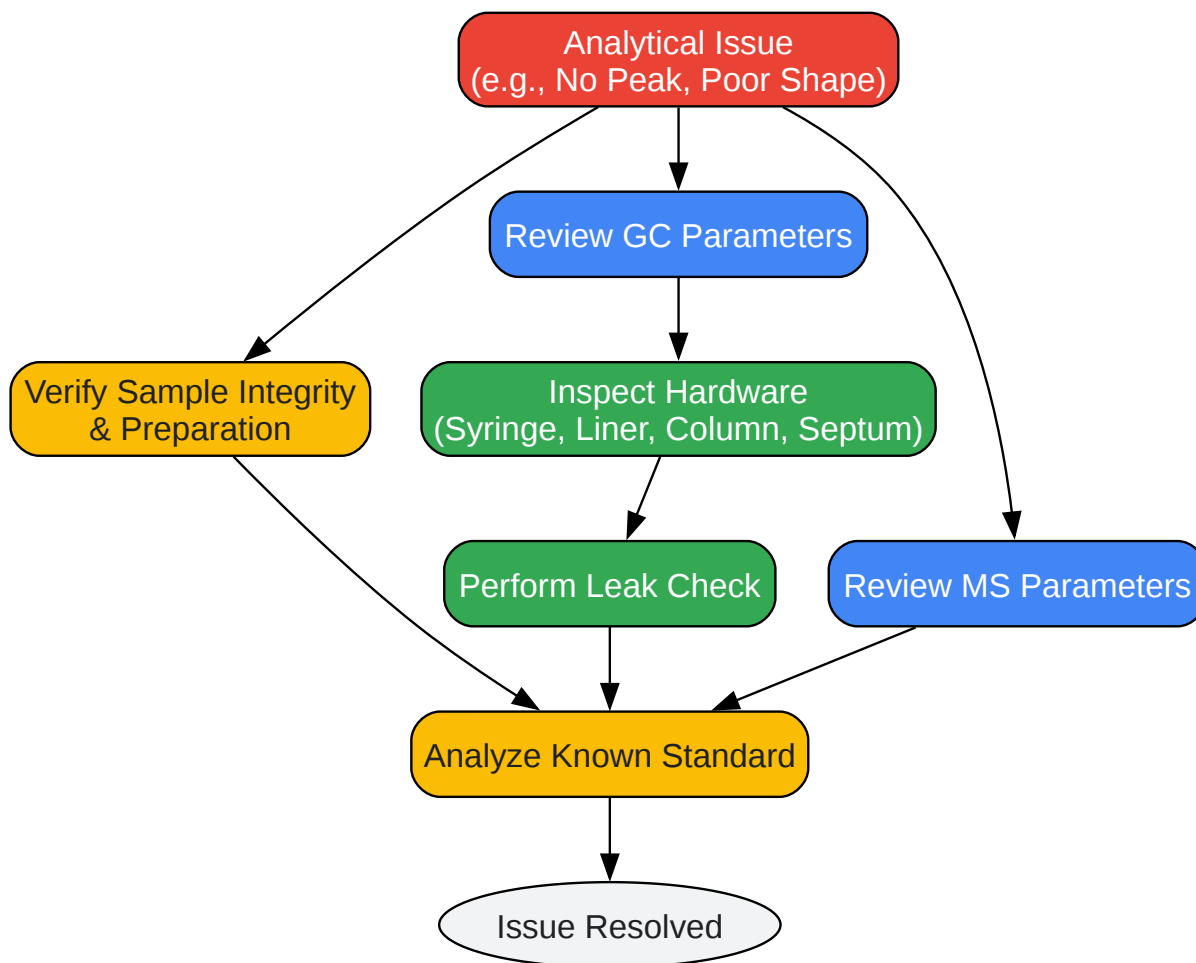 Analytical Issue
(e.g., No Peak, Poor Shape)
Review GC Parameters
Verify Sample Integrity
& Preparation
Inspect Hardware
(Syringe, Liner, Column, Septum)
Perform Leak Check
Review MS Parameters
Analyze Known Standard
Issue Resolved